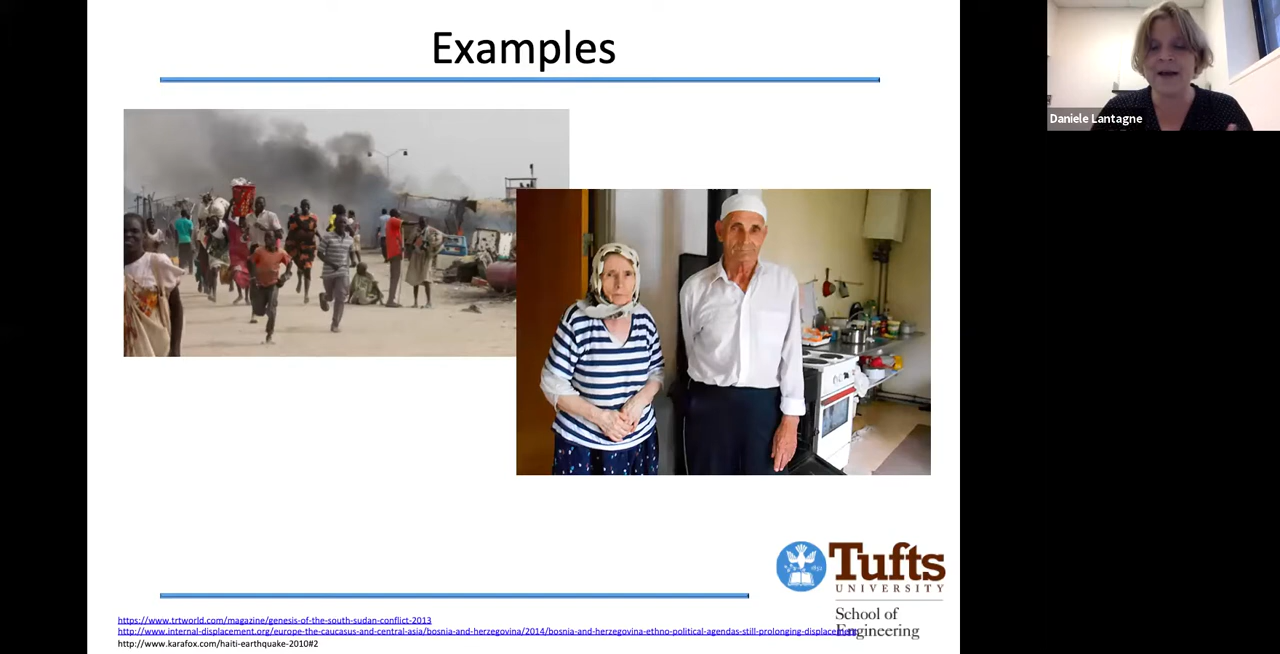 Examples
Daniele Lantagne
Tufts
UNIVERSITY
School of
Engineering
1852
https://www.trtworld.com/magazine/genesis-of-the-south-sudan-conflict-2013
http://www.internal-displacement.org/europe-the-caucasus-and-central-asia/bosnia-and-herzegovina/2014/bosnia-and-herzegovina-ethno-political-agendas-still-prolonging-displacement
http://www.karafox.com/haiti-earthquake-2010#2